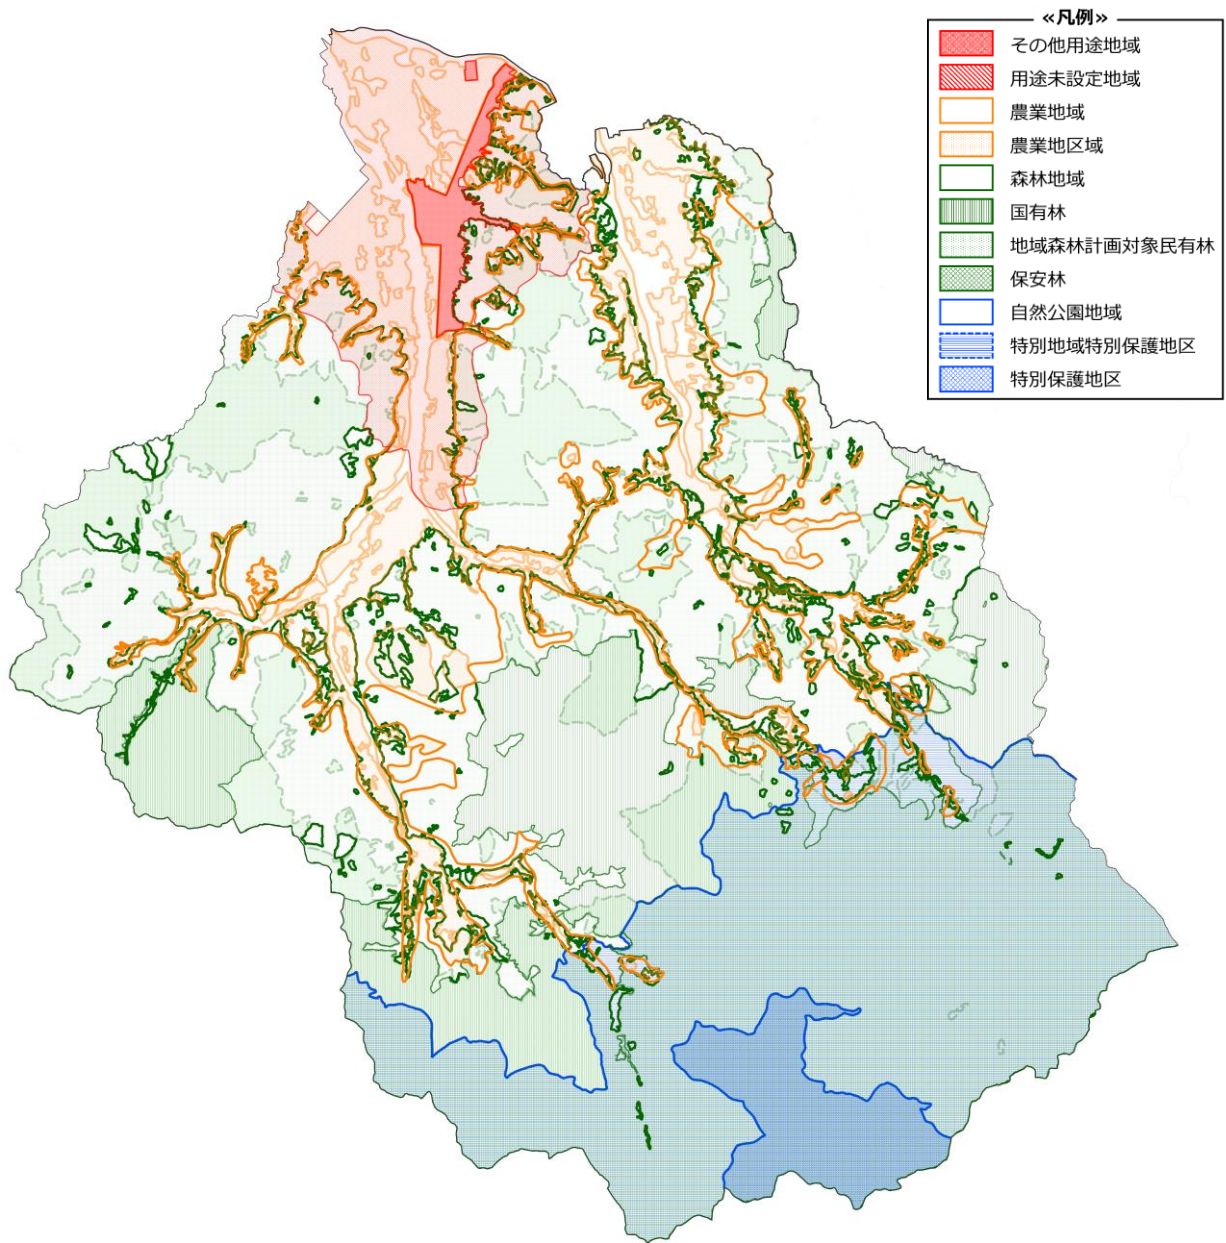 ≪凡例≫
その他用途地域
用途未設定地域
農業地域
農業地区域
森林地域
国有林
地域森林計画対象民有林
保安林
自然公園地域
特別地域特別保護地区
特別保護地区